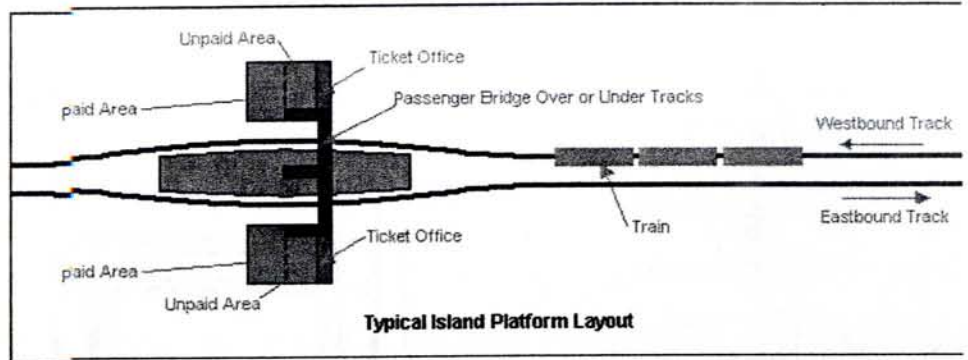 Unpaid Area
Ticket Office
paid Area
Passenger Bridge Over or Under Tracks
Westbound Track
Train
Eastbound Track
Ticket Office
paid Area
Unpaid Area
Typical Island Platform Layout